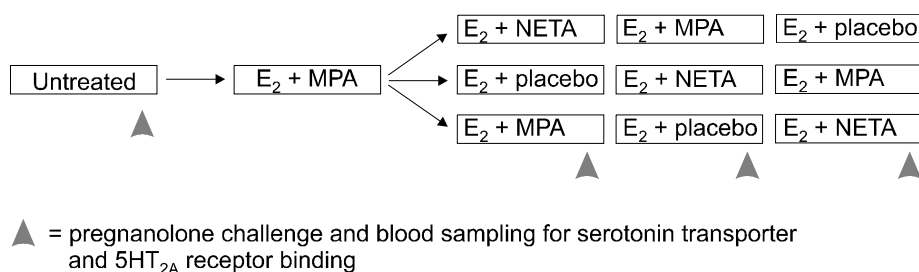 E₂ + NETA E₂ + MPA E₂ + placebo
Untreated E₂ + MPA E₂ + placebo E₂ + NETA E₂ + MPA
E₂ + MPA E₂ + placebo E₂ + NETA
= pregnanolone challenge and blood sampling for serotonin transporter
and 5HT₂A receptor binding